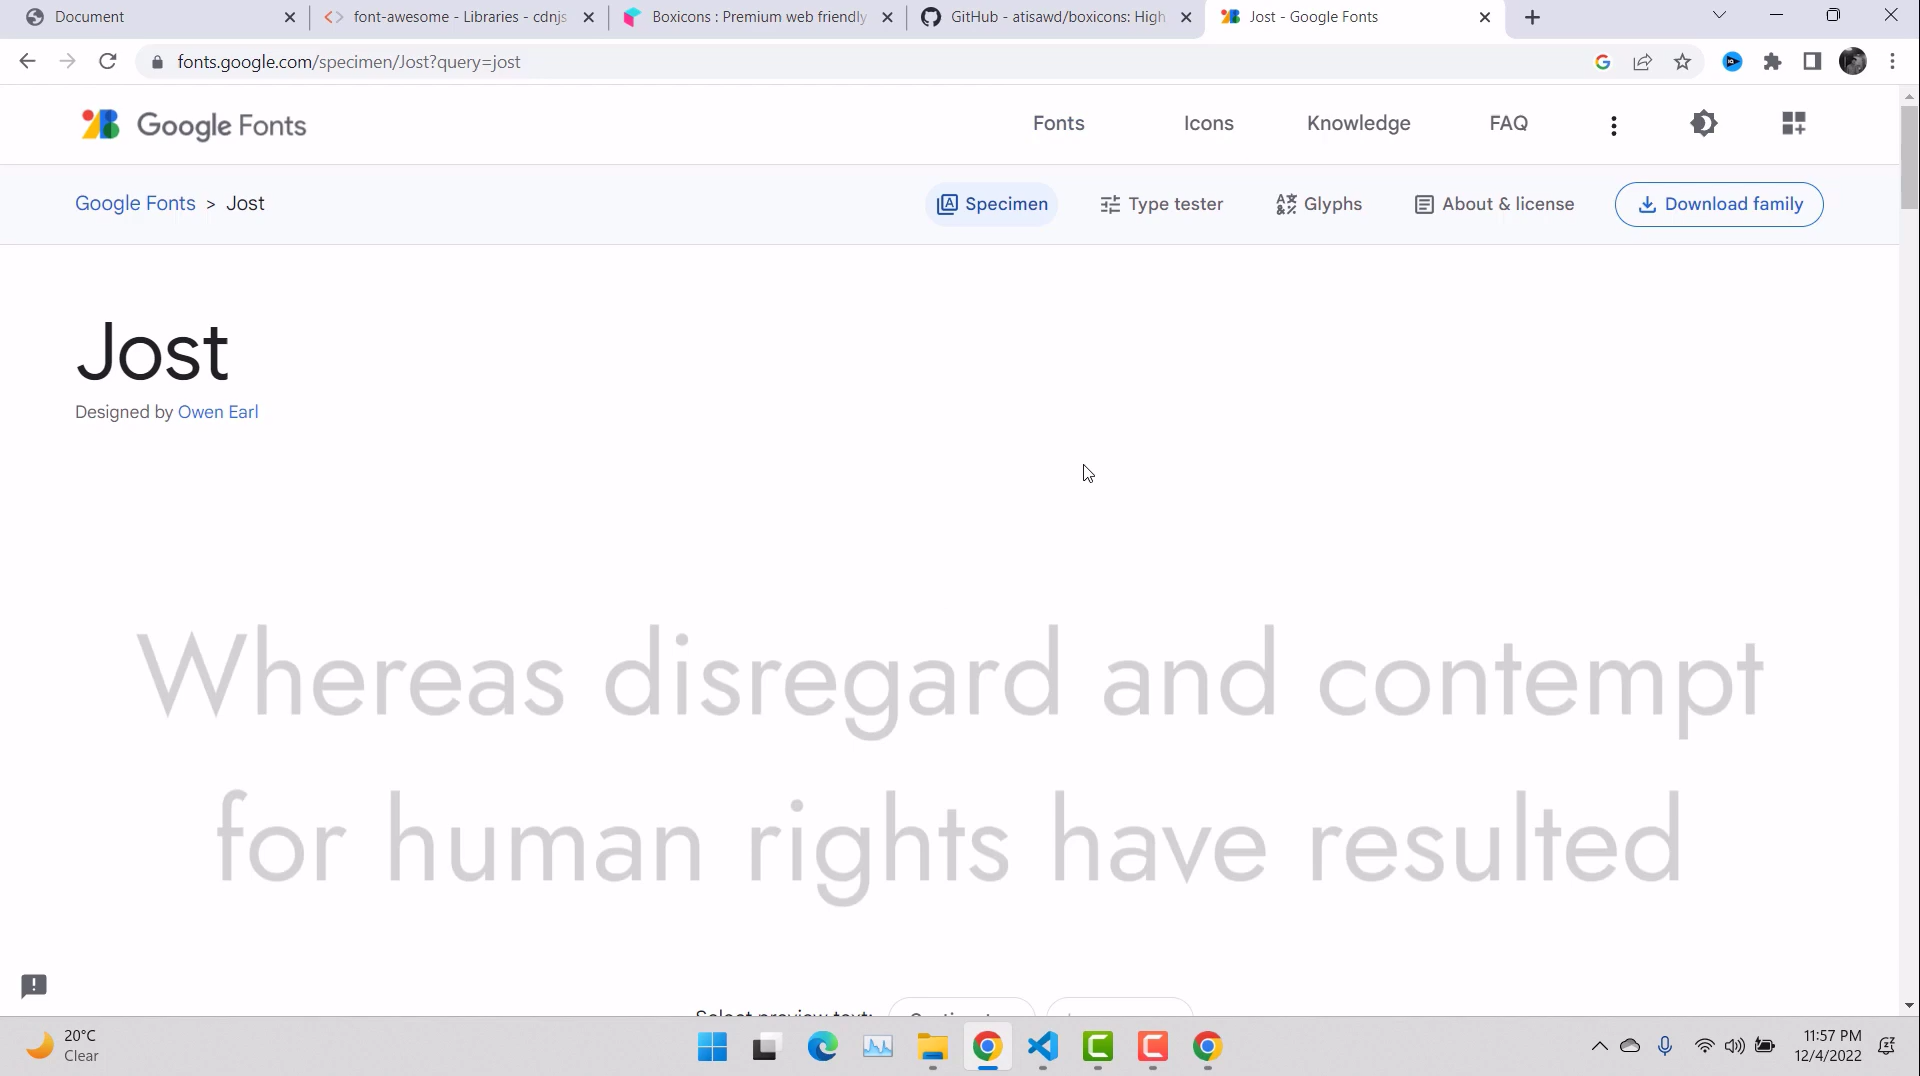 Document
font-awesome - Libraries - cdnjs
Boxicons : Premium web friendly
GitHub - atisawd/boxicons: High
Jost - Google Fonts
fonts.google.com/specimen/Jost?query=jost
Google Fonts
Fonts
Icons
Knowledge
FAQ
Google Fonts > Jost
Specimen
Type tester
Glyphs
About & license
Download family
Jost
Designed by Owen Earl
Whereas disregard and contempt
for human rights have resulted
Select preview text:
20°C
Clear
11:57 PM
12/4/2022